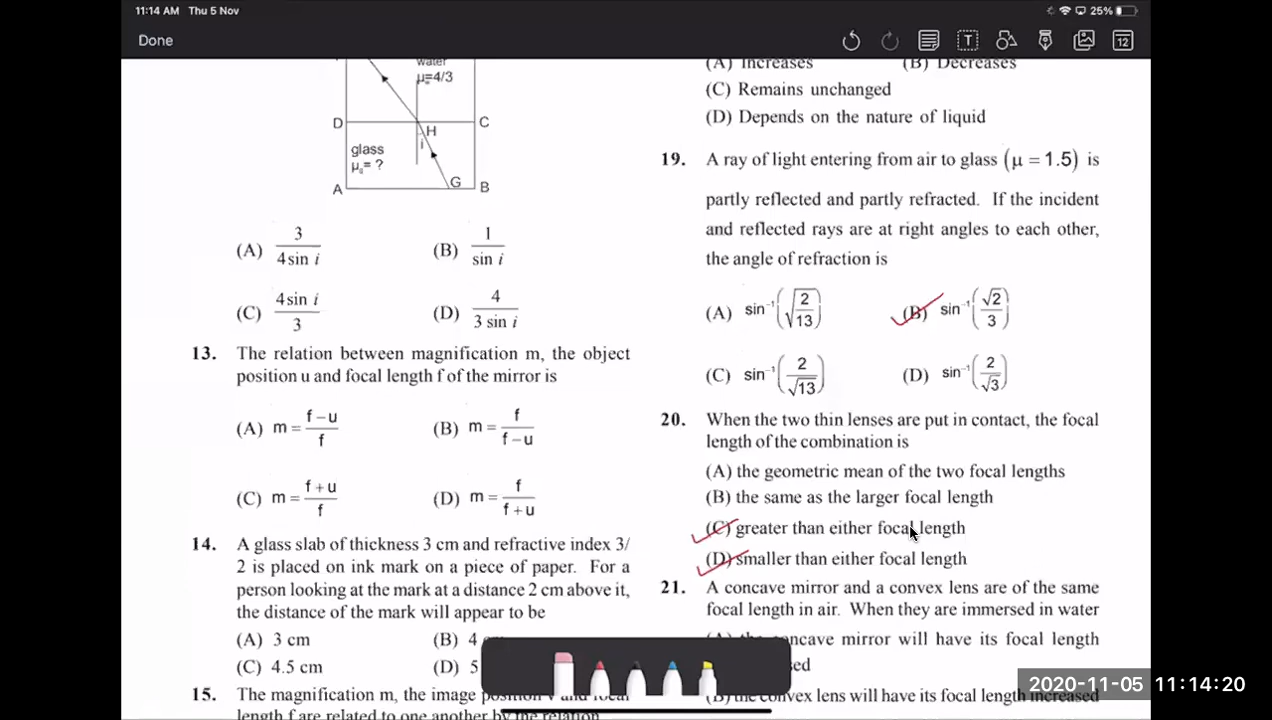 11:14 AM Thu 5 Nov
25%
Done
T
12
water
μ=4/3
D
H
C
i
glass
μg= ?
A
G
B
(A) 3/(4 sin i)
(B) 1/(sin i)
(C) (4 sin i)/3
(D) 4/(3 sin i)
13. The relation between magnification m, the object
position u and focal length f of the mirror is
(A) m = (f – u)/f
(B) m = f/(f – u)
(C) m = (f + u)/f
(D) m = f/(f + u)
14. A glass slab of thickness 3 cm and refractive index 3/
2 is placed on ink mark on a piece of paper. For a
person looking at the mark at a distance 2 cm above it,
the distance of the mark will appear to be
(A) 3 cm
(B) 4
(C) 4.5 cm
(D) 5
15. The magnification m, the image
length f are related to one another by the relation
(A) Increases
(B) Decreases
(C) Remains unchanged
(D) Depends on the nature of liquid
19. A ray of light entering from air to glass (μ = 1.5) is
partly reflected and partly refracted. If the incident
and reflected rays are at right angles to each other,
the angle of refraction is
(A) sin⁻¹(√(2/13))
(B) sin⁻¹(√2/3)
(C) sin⁻¹(2/√13)
(D) sin⁻¹(2/√3)
20. When the two thin lenses are put in contact, the focal
length of the combination is
(A) the geometric mean of the two focal lengths
(B) the same as the larger focal length
(C) greater than either focal length
(D) smaller than either focal length
21. A concave mirror and a convex lens are of the same
focal length in air. When they are immersed in water
mirror will have its focal length
(B) the convex lens will have its focal length increased
2020-11-05 11:14:20